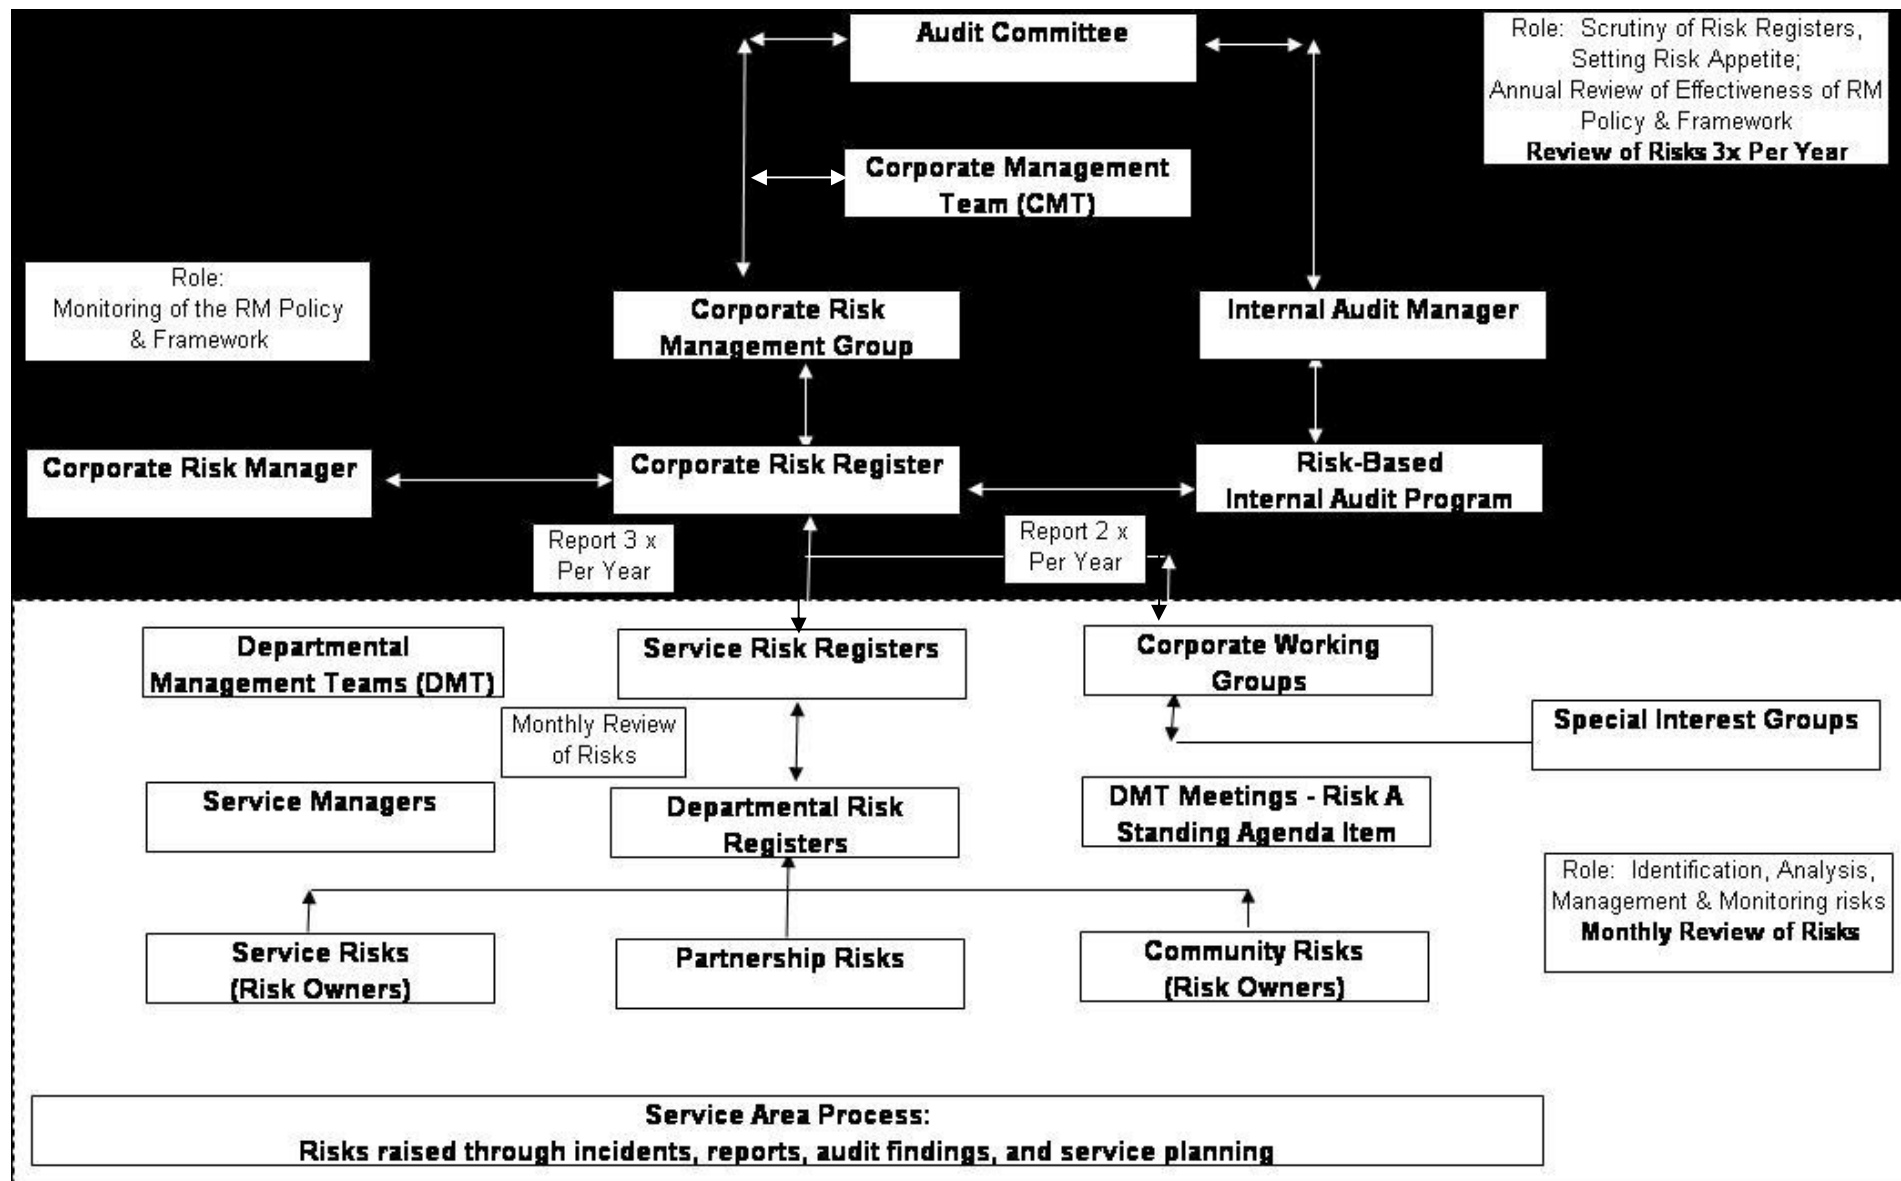 Audit Committee
Role:  Scrutiny of Risk Registers,
Setting Risk Appetite;
Annual Review of Effectiveness of RM
Policy & Framework
Review of Risks 3x Per Year
Corporate Management
Team (CMT)
Role:
Monitoring of the RM Policy
& Framework
Corporate Risk
Management Group
Internal Audit Manager
Corporate Risk Manager
Corporate Risk Register
Risk-Based
Internal Audit Program
Report 3 x
Per Year
Report 2 x
Per Year
Departmental
Management Teams (DMT)
Service Risk Registers
Corporate Working
Groups
Monthly Review
of Risks
Special Interest Groups
Service Managers
Departmental Risk
Registers
DMT Meetings - Risk A
Standing Agenda Item
Role:  Identification, Analysis,
Management & Monitoring risks
Monthly Review of Risks
Service Risks
(Risk Owners)
Partnership Risks
Community Risks
(Risk Owners)
Service Area Process:
Risks raised through incidents, reports, audit findings, and service planning